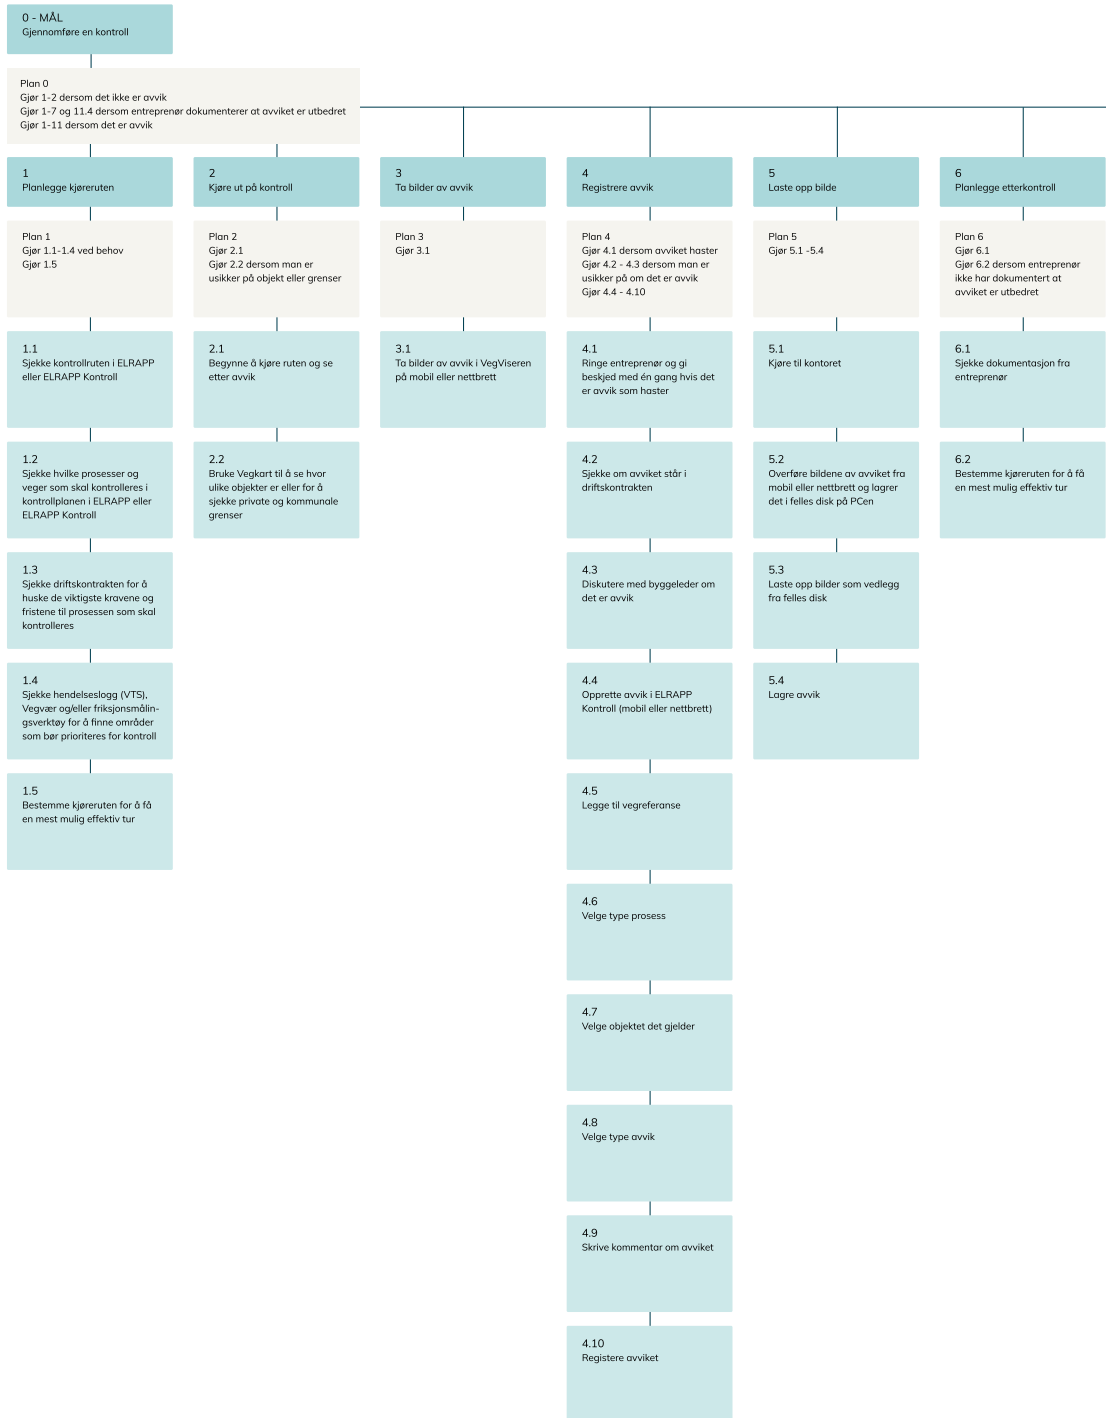 0 - MÅL
Gjennomføre en kontroll
Plan 0
Gjør 1-2 dersom det ikke er avvik
Gjør 1-7 og 11.4 dersom entreprenør dokumenterer at avviket er utbedret
Gjør 1-11 dersom det er avvik
1
Planlegge kjøreruten
Plan 1
Gjør 1.1-1.4 ved behov
Gjør 1.5
1.1
Sjekke kontrollruten i ELRAPP
eller ELRAPP Kontroll
1.2
Sjekke hvilke prosesser og
veger som skal kontrolleres i
kontrollplanen i ELRAPP eller
ELRAPP Kontroll
1.3
Sjekke driftskontrakten for å
huske de viktigste kravene og
fristene til prosessen som skal
kontrolleres
1.4
Sjekke hendelseslogg (VTS),
Vegvær og/eller friksjonsmålin-
gsverktøy for å finne områder
som bør prioriteres for kontroll
1.5
Bestemme kjøreruten for å få
en mest mulig effektiv tur
2
Kjøre ut på kontroll
Plan 2
Gjør 2.1
Gjør 2.2 dersom man er
usikker på objekt eller grenser
2.1
Begynne å kjøre ruten og se
etter avvik
2.2
Bruke Vegkart til å se hvor
ulike objekter er eller for å
sjekke private og kommunale
grenser
3
Ta bilder av avvik
Plan 3
Gjør 3.1
3.1
Ta bilder av avvik i VegViseren
på mobil eller nettbrett
4
Registrere avvik
Plan 4
Gjør 4.1 dersom avviket haster
Gjør 4.2 - 4.3 dersom man er
usikker på om det er avvik
Gjør 4.4 - 4.10
4.1
Ringe entreprenør og gi
beskjed med én gang hvis det
er avvik som haster
4.2
Sjekke om avviket står i
driftskontrakten
4.3
Diskutere med byggeleder om
det er avvik
4.4
Opprette avvik i ELRAPP
Kontroll (mobil eller nettbrett)
4.5
Legge til vegreferanse
4.6
Velge type prosess
4.7
Velge objektet det gjelder
4.8
Velge type avvik
4.9
Skrive kommentar om avviket
4.10
Registere avviket
5
Laste opp bilde
Plan 5
Gjør 5.1 -5.4
5.1
Kjøre til kontoret
5.2
Overføre bildene av avviket fra
mobil eller nettbrett og lagrer
det i felles disk på PCen
5.3
Laste opp bilder som vedlegg
fra felles disk
5.4
Lagre avvik
6
Planlegge etterkontroll
Plan 6
Gjør 6.1
Gjør 6.2 dersom entreprenør
ikke har dokumentert at
avviket er utbedret
6.1
Sjekke dokumentasjon fra
entreprenør
6.2
Bestemme kjøreruten for å få
en mest mulig effektiv tur